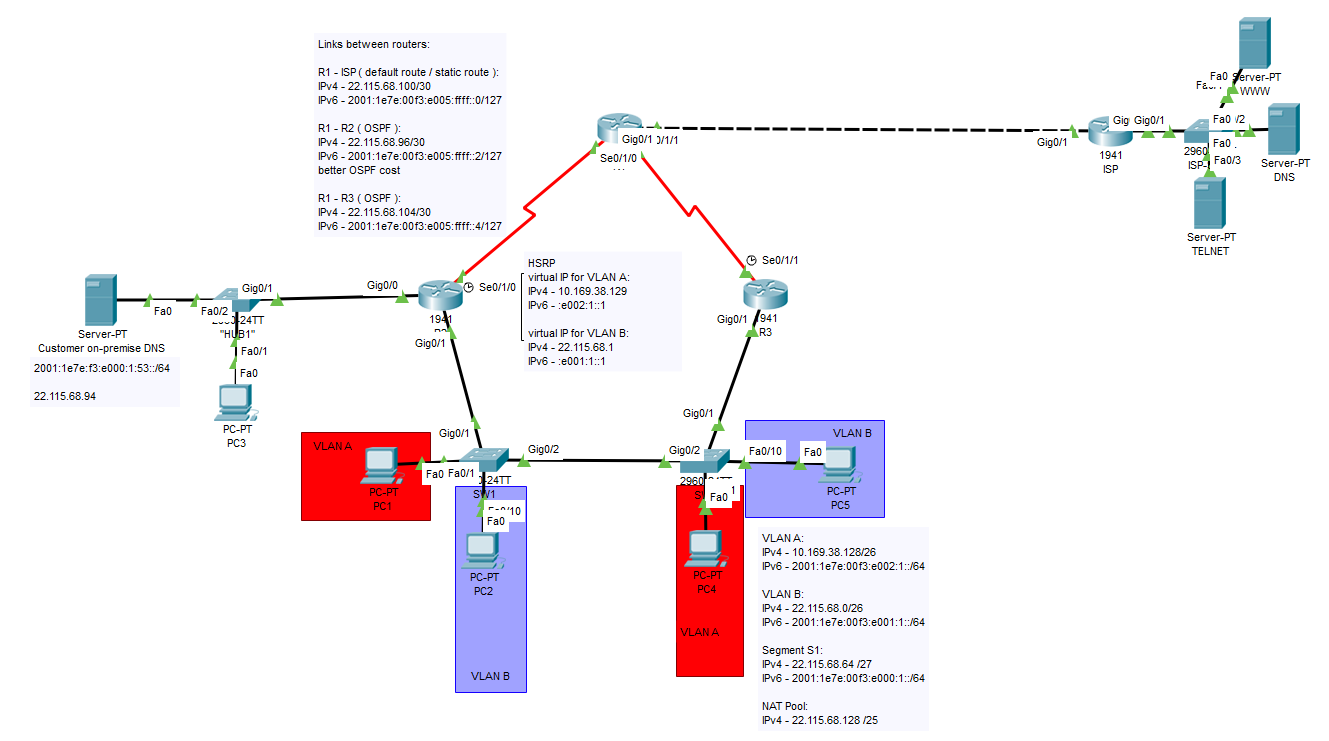 Links between routers:
R1 - ISP ( default route / static route ):
IPv4 - 22.115.68.100/30
IPv6 - 2001:1e7e:00f3:e005:ffff::0/127
R1 - R2 ( OSPF ):
IPv4 - 22.115.68.96/30
IPv6 - 2001:1e7e:00f3:e005:ffff::2/127
better OSPF cost
R1 - R3 ( OSPF ):
IPv4 - 22.115.68.104/30
IPv6 - 2001:1e7e:00f3:e005:ffff::4/127
Gig0/1
Se0/1/0
Gig0/1
Gig
Gig0/1
1941
ISP
Fa0
Server-PT
WWW
Fa0
/2
Server-PT
DNS
Fa0
Fa0/3
Server-PT
TELNET
HSRP
virtual IP for VLAN A:
IPv4 - 10.169.38.129
IPv6 - :e002:1::1
virtual IP for VLAN B:
IPv4 - 22.115.68.1
IPv6 - :e001:1::1
Se0/1/1
Gig0/1
R3
Gig0/0
Se0/1/0
Gig0/1
Gig0/1
Fa0
Fa0/2
Server-PT
Customer on-premise DNS
2001:1e7e:f3:e000:1:53::/64
22.115.68.94
"HUB1"
Fa0/1
Fa0
PC-PT
PC3
VLAN A
PC-PT
PC1
Fa0
Fa0/1
Gig0/1
Gig0/2
SW1
Fa0
PC-PT
PC2
VLAN B
Gig0/1
Gig0/2
Fa0/10
Fa0
VLAN B
PC-PT
PC5
Fa0
PC-PT
PC4
VLAN A
VLAN A:
IPv4 - 10.169.38.128/26
IPv6 - 2001:1e7e:00f3:e002:1::/64
VLAN B:
IPv4 - 22.115.68.0/26
IPv6 - 2001:1e7e:00f3:e001:1::/64
Segment S1:
IPv4 - 22.115.68.64 /27
IPv6 - 2001:1e7e:00f3:e000:1::/64
NAT Pool:
IPv4 - 22.115.68.128 /25